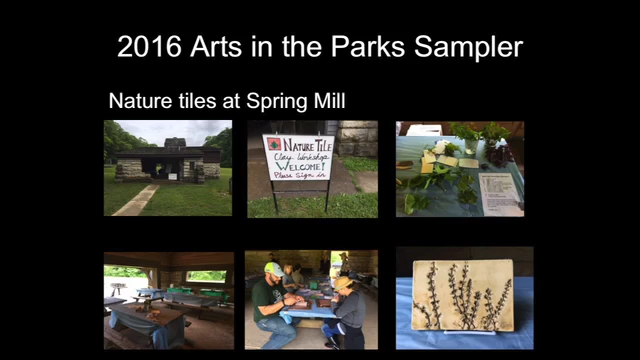 2016 Arts in the Parks Sampler
Nature tiles at Spring Mill
NATURE TILE
Clay Workshop
WELCOME!
Please Sign in